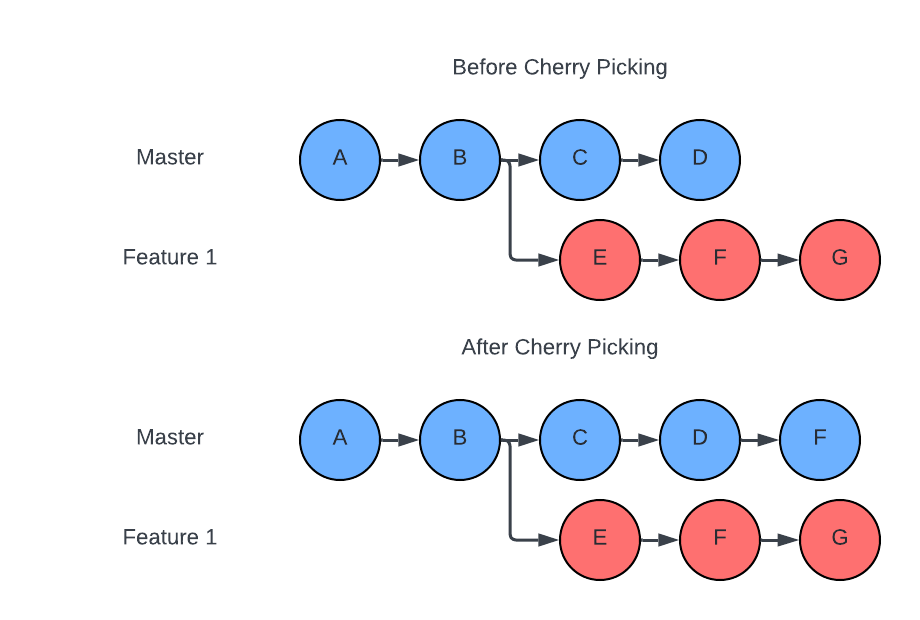 Before Cherry Picking
Master A B C D
Feature 1 E F G
After Cherry Picking
Master A B C D F
Feature 1 E F G